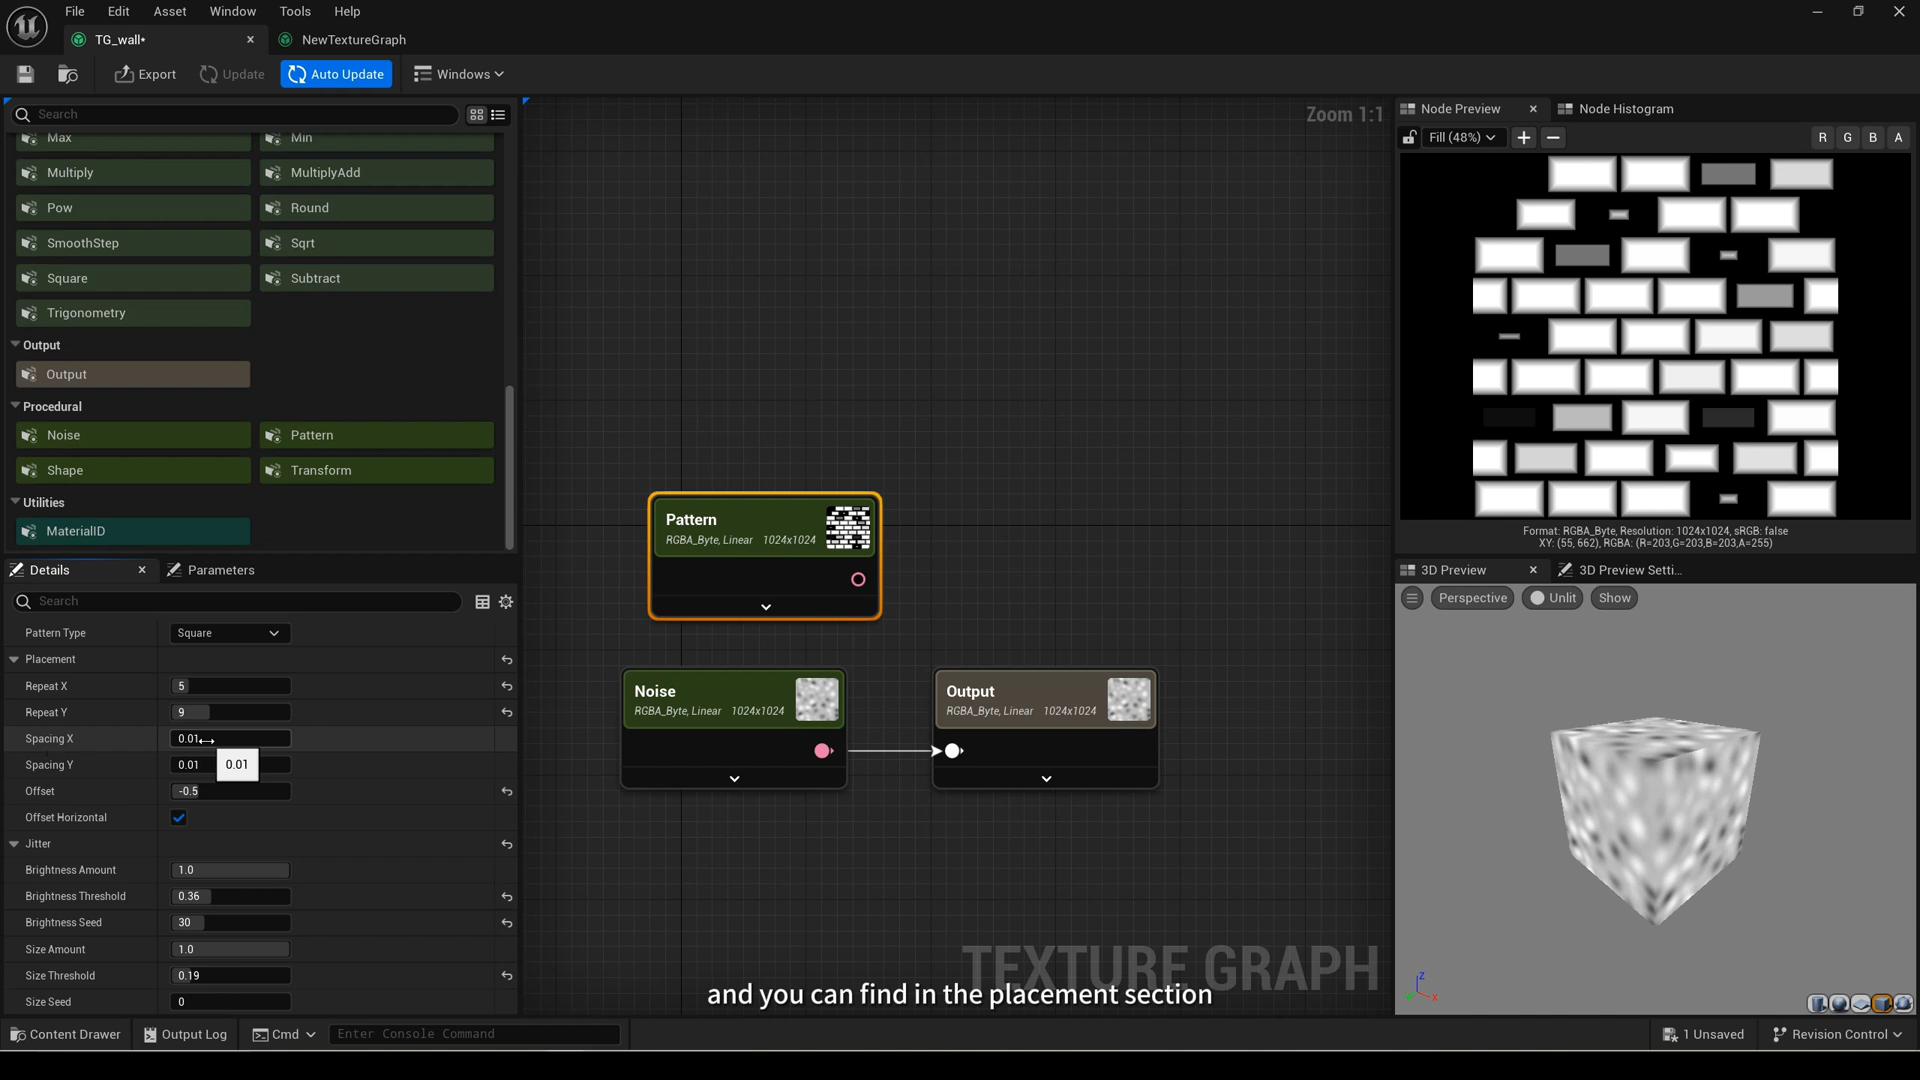 File Edit Asset Window Tools Help
TG_wall• NewTextureGraph
Export Update Auto Update Windows
Search
Max Min
Multiply MultiplyAdd
Pow Round
SmoothStep Sqrt
Square Subtract
Trigonometry
Output
Output
Procedural
Noise Pattern
Shape Transform
Utilities
MaterialID
Details Parameters
Search
Pattern Type Square
Placement
Repeat X 5
Repeat Y 9
Spacing X 0.01
Spacing Y 0.01
0.01
Offset -0.5
Offset Horizontal
Jitter
Brightness Amount 1.0
Brightness Threshold 0.36
Brightness Seed 30
Size Amount 1.0
Size Threshold 0.19
Size Seed 0
Zoom 1:1
Pattern
RGBA_Byte, Linear 1024x1024
Noise
RGBA_Byte, Linear 1024x1024
Output
RGBA_Byte, Linear 1024x1024
TEXTURE GRAPH
and you can find in the placement section
Node Preview Node Histogram
Fill (48%) R G B A
Format: RGBA_Byte, Resolution: 1024x1024, sRGB: false
XY: (55, 662), RGBA: (R=203,G=203,B=203,A=255)
3D Preview 3D Preview Setti...
Perspective Unlit Show
Z
X
Content Drawer Output Log Cmd Enter Console Command 1 Unsaved Revision Control